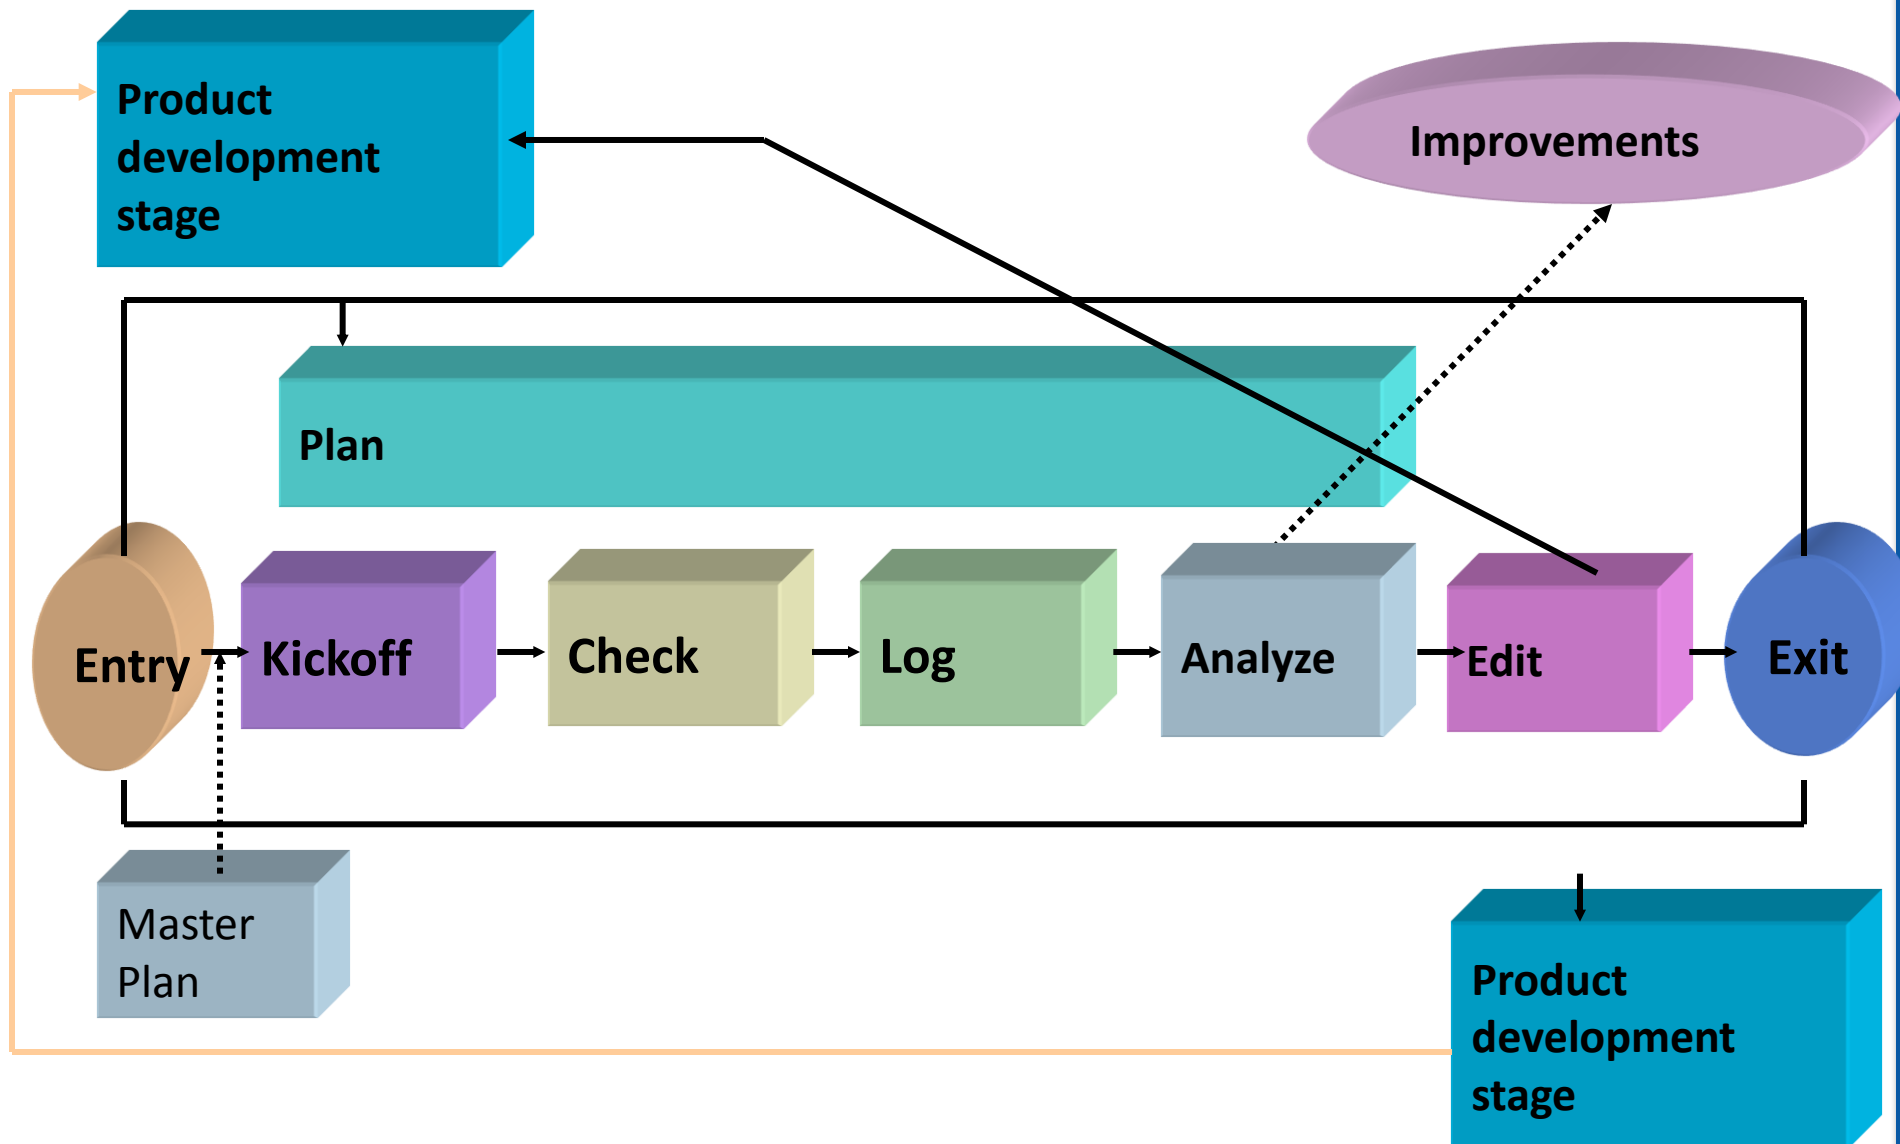 Product
development
stage
Improvements
Plan
Entry
Kickoff
Check
Log
Analyze
Edit
Exit
Master
Plan
Product
development
stage